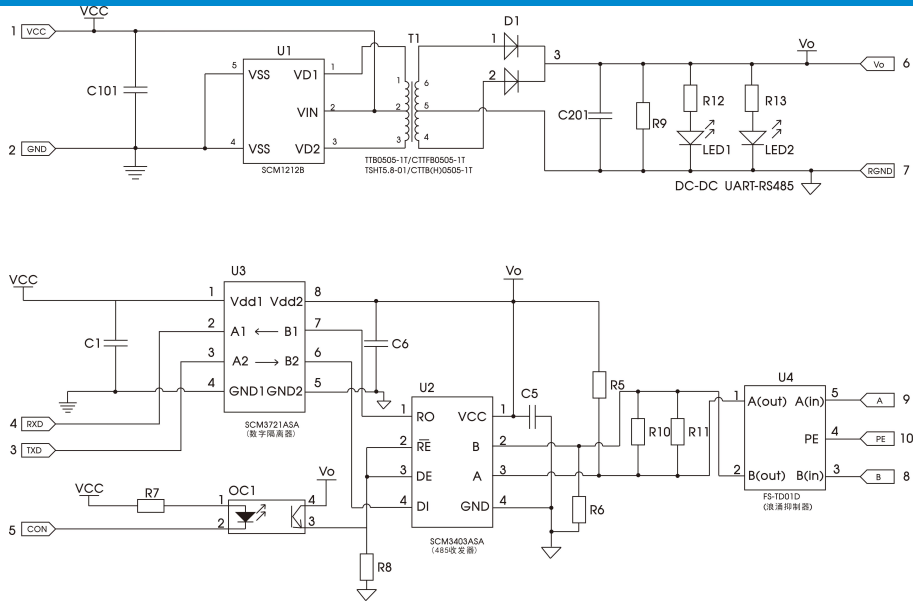 VCC
1 VCC
C101
2 GND
U1
5 VSS VD1 1
VIN 2
4 VSS VD2 3
SCM1212B
T1
1 6
2 5
3 4
TTB0505-1T/CTTFB0505-1T
TSHT5.8-01/CTTB(H)0505-1T
D1
1
2
3
C201
R9
R12
LED1
R13
LED2
Vo
Vo 6
RGND 7
DC-DC UART-RS485
VCC
C1
U3
1 Vdd1 Vdd2 8
2 A1 ← B1 7
3 A2 → B2 6
4 GND1 GND2 5
SCM3721ASA
(数字隔离器)
4 RXD
3 TXD
C6
Vo
U2
C5
1 RO VCC 1
2 RE B 2
3 DE A 3
4 DI GND 4
SCM3403ASA
(485收发器)
R5
R6
R10
R11
U4
1 A(out) A(in) 5
PE 4
2 B(out) B(in) 3
FS-TD01D
(浪涌抑制器)
A 9
PE 10
B 8
VCC
R7
OC1
1
2
4
3
Vo
5 CON
R8